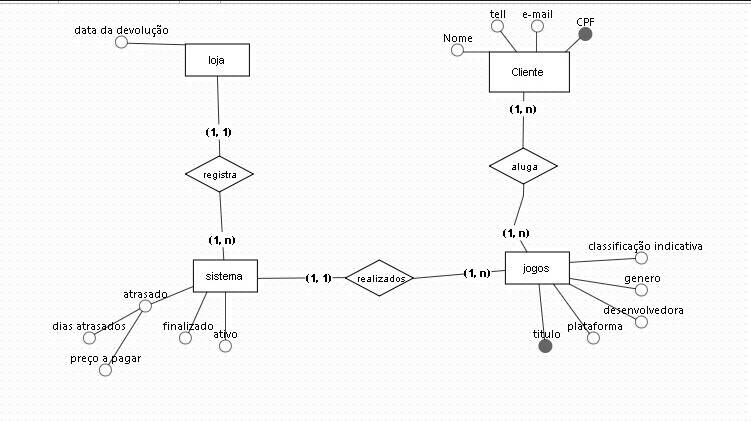 tell
e-mail
CPF
data da devolução
Nome
loja
Cliente
(1, n)
(1, 1)
registra
aluga
(1, n)
(1, n)
classificação indicativa
sistema
(1, 1)
realizados
(1, n)
jogos
genero
atrasado
desenvolvedora
dias atrasados
finalizado
ativo
titulo
plataforma
preço a pagar